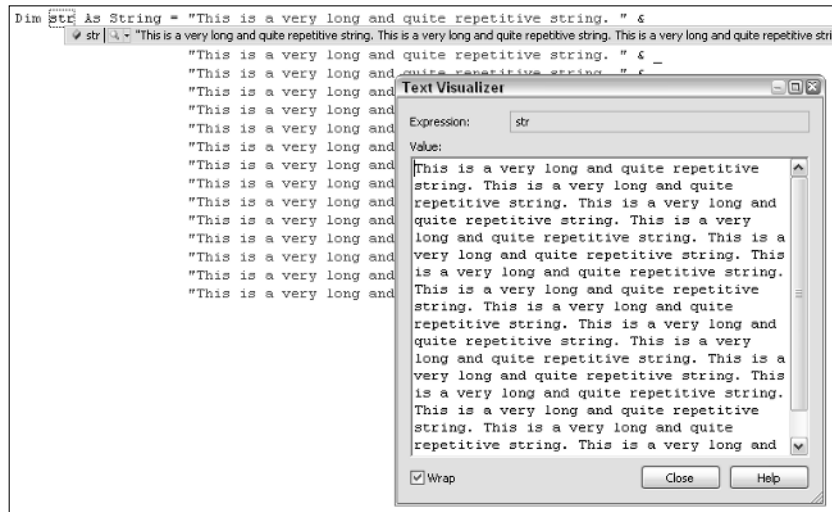 Dim str As String = "This is a very long and quite repetitive string. " &
str "This is a very long and quite repetitive string. This is a very long and quite repetitive string. This is a very long and quite repetitive stri
"This is a very long and quite repetitive string. " & _
"This is a very long and quite repetitive string. " &
"This is a very long and
"This is a very long and
"This is a very long and
"This is a very long and
"This is a very long and
"This is a very long and
"This is a very long and
"This is a very long and
"This is a very long and
"This is a very long and
"This is a very long and
"This is a very long and
Text Visualizer
Expression: str
Value:
This is a very long and quite repetitive
string. This is a very long and quite
repetitive string. This is a very long and
quite repetitive string. This is a very
long and quite repetitive string. This is a
very long and quite repetitive string. This
is a very long and quite repetitive string.
This is a very long and quite repetitive
string. This is a very long and quite
repetitive string. This is a very long and
quite repetitive string. This is a very
long and quite repetitive string. This is a
very long and quite repetitive string. This
is a very long and quite repetitive string.
This is a very long and quite repetitive
string. This is a very long and quite
repetitive string. This is a very long and
Wrap Close Help